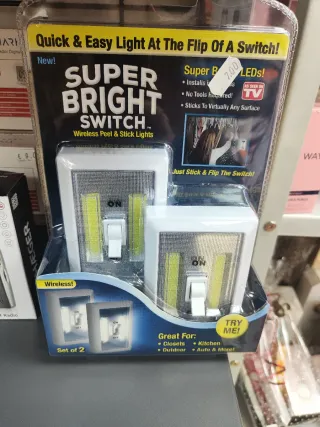 Quick & Easy Light At The Flip Of A Switch!
New!
SUPER
BRIGHT
SWITCH
Wireless Peel & Stick Lights
Super LEDs!
• Installs
• No Tools Required!
• Sticks To Virtually Any Surface
AS SEEN ON
TV
Just Stick & Flip The Switch!
ON
ON
Wireless!
Set of 2
TRY
ME!
Great For:
• Closets • Kitchen
• Outdoor • Auto & More!